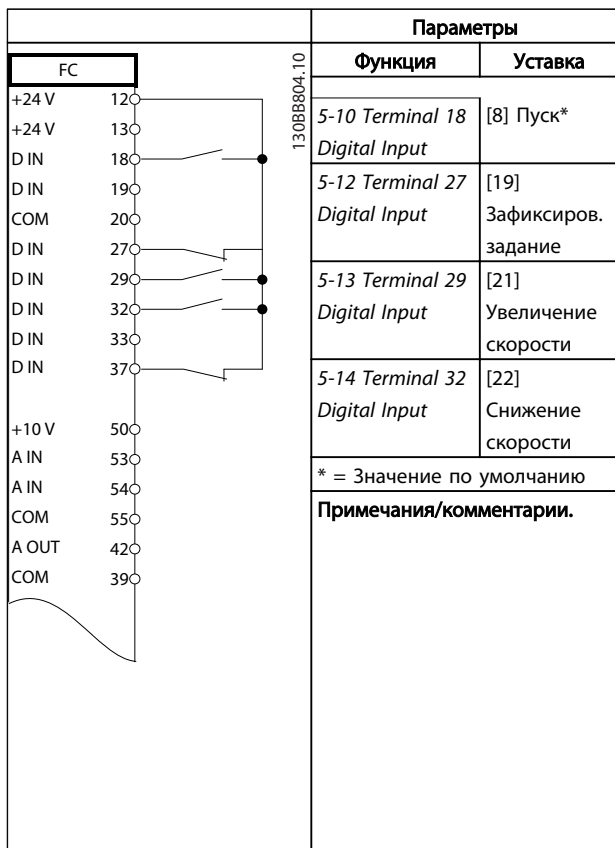 Параметры
FC
Функция Уставка
130BB804.10
+24 V 12
+24 V 13
D IN 18
D IN 19
COM 20
D IN 27
D IN 29
D IN 32
D IN 33
D IN 37
+10 V 50
A IN 53
A IN 54
COM 55
A OUT 42
COM 39
5-10 Terminal 18 [8] Пуск*
Digital Input
5-12 Terminal 27 [19]
Digital Input Зафиксиров.
задание
5-13 Terminal 29 [21]
Digital Input Увеличение
скорости
5-14 Terminal 32 [22]
Digital Input Снижение
скорости
* = Значение по умолчанию
Примечания/комментарии.